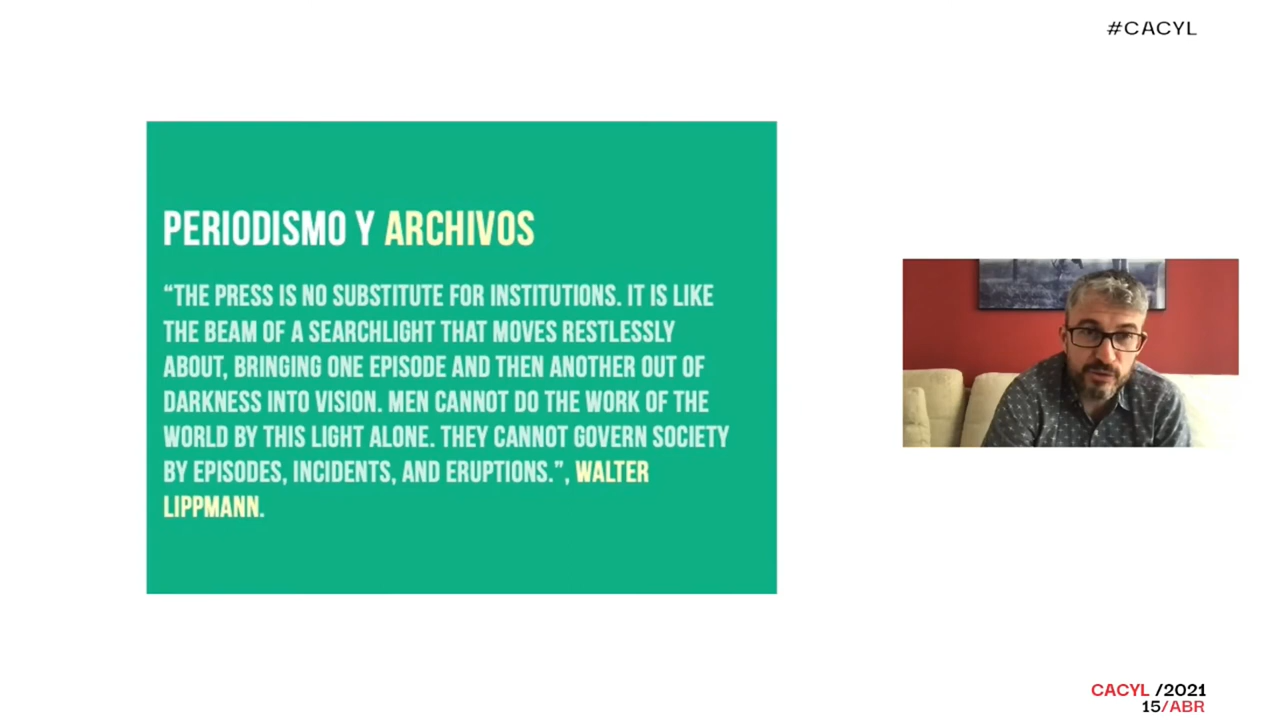 #CACYL
PERIODISMO Y ARCHIVOS
“THE PRESS IS NO SUBSTITUTE FOR INSTITUTIONS. IT IS LIKE
THE BEAM OF A SEARCHLIGHT THAT MOVES RESTLESSLY
ABOUT, BRINGING ONE EPISODE AND THEN ANOTHER OUT OF
DARKNESS INTO VISION. MEN CANNOT DO THE WORK OF THE
WORLD BY THIS LIGHT ALONE. THEY CANNOT GOVERN SOCIETY
BY EPISODES, INCIDENTS, AND ERUPTIONS.”, WALTER
LIPPMANN.
CACYL /2021
15/ABR